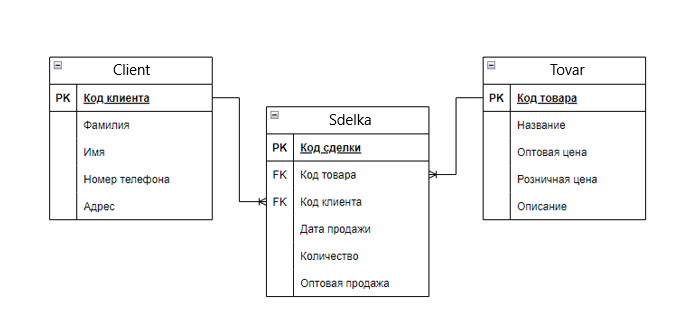 Client
PK Код клиента
Фамилия
Имя
Номер телефона
Адрес
Sdelka
PK Код сделки
FK Код товара
FK Код клиента
Дата продажи
Количество
Оптовая продажа
Tovar
PK Код товара
Название
Оптовая цена
Розничная цена
Описание